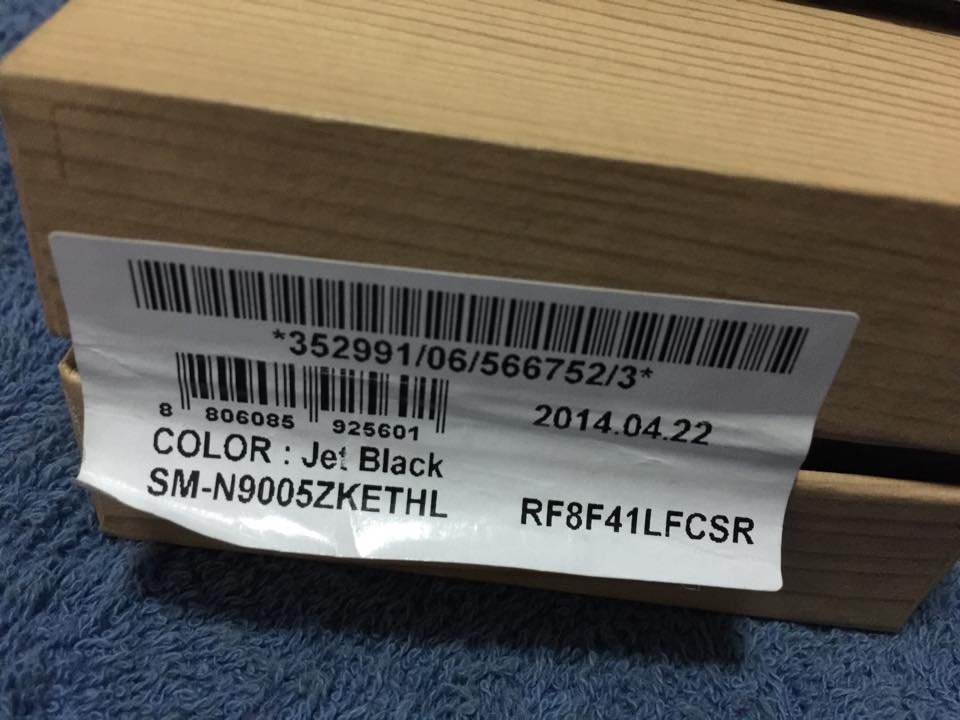 *352991/06/566752/3*
8 806085 925601
2014.04.22
COLOR : Jet Black
SM-N9005ZKETHL
RF8F41LFCSR